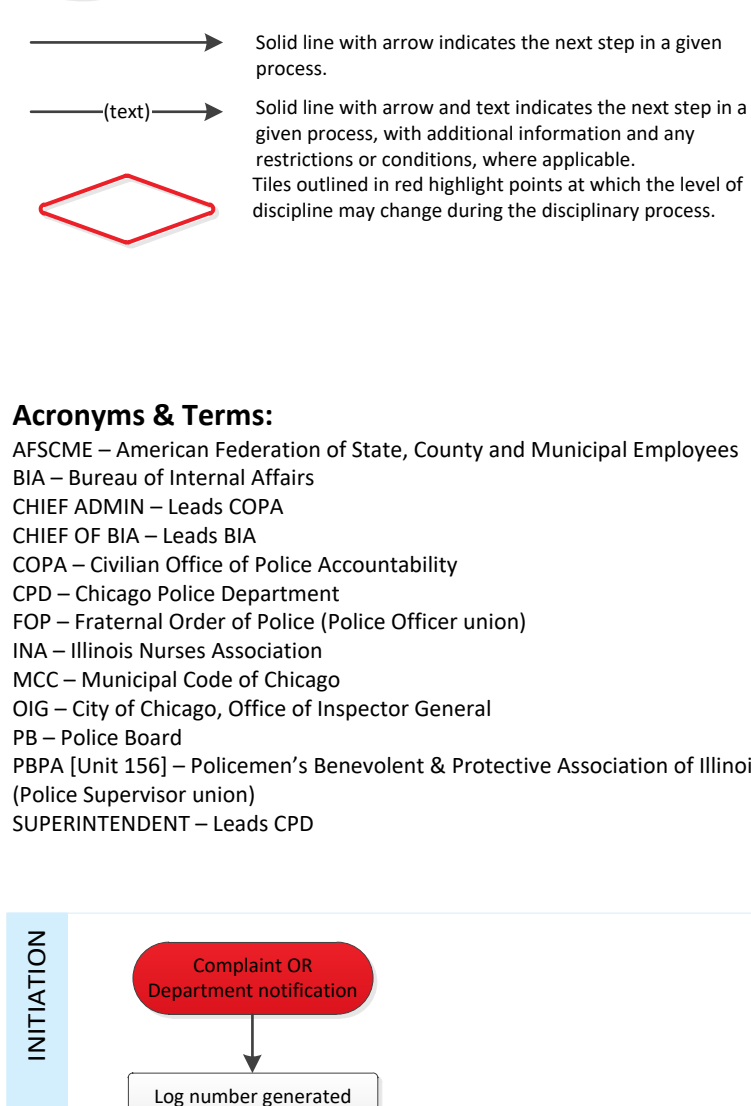 Solid line with arrow indicates the next step in a given
process.
(text)
Solid line with arrow and text indicates the next step in a
given process, with additional information and any
restrictions or conditions, where applicable.
Tiles outlined in red highlight points at which the level of
discipline may change during the disciplinary process.
Acronyms & Terms:
AFSCME – American Federation of State, County and Municipal Employees
BIA – Bureau of Internal Affairs
CHIEF ADMIN – Leads COPA
CHIEF OF BIA – Leads BIA
COPA – Civilian Office of Police Accountability
CPD – Chicago Police Department
FOP – Fraternal Order of Police (Police Officer union)
INA – Illinois Nurses Association
MCC – Municipal Code of Chicago
OIG – City of Chicago, Office of Inspector General
PB – Police Board
PBPA [Unit 156] – Policemen’s Benevolent & Protective Association of Illinoi
(Police Supervisor union)
SUPERINTENDENT – Leads CPD
INITIATION
Complaint OR
Department notification
Log number generated